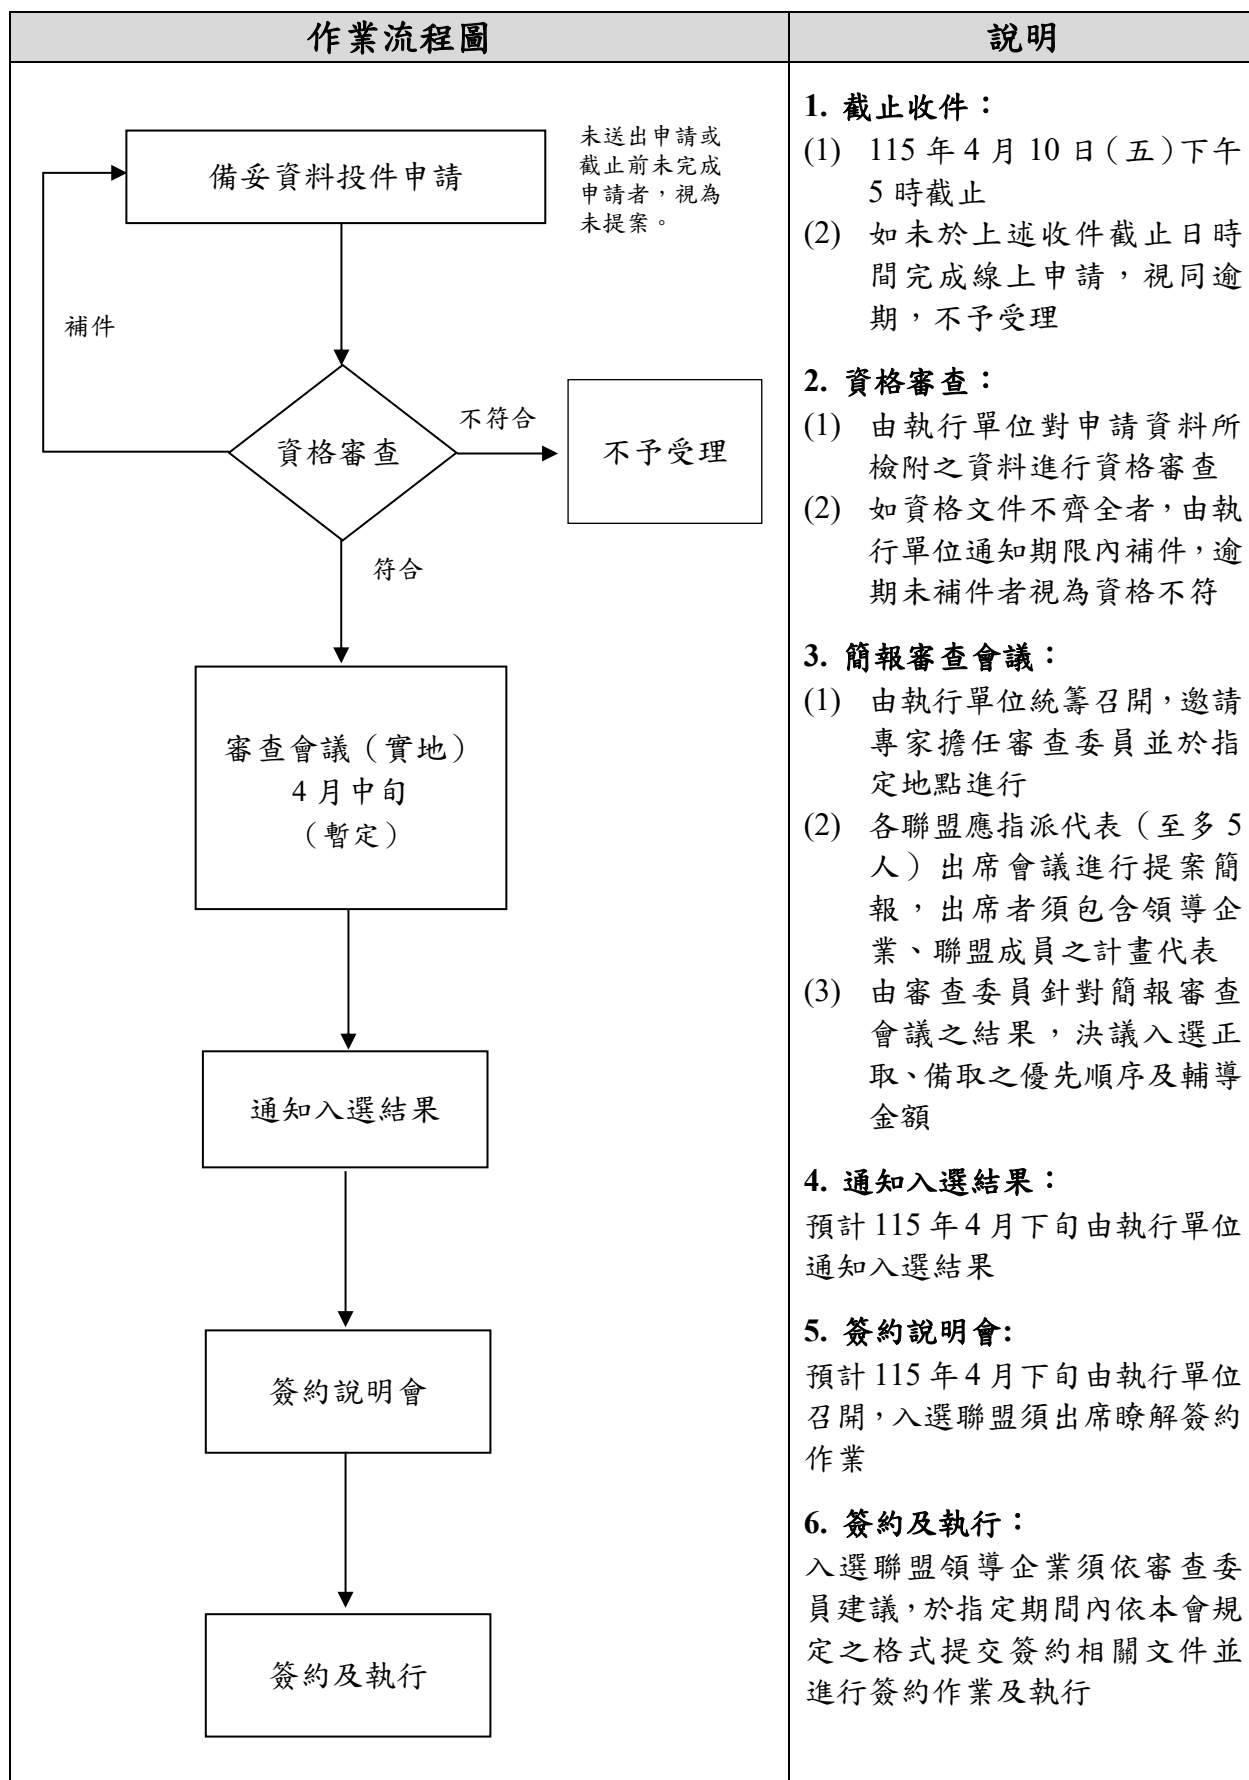 作業流程圖
說明
備妥資料投件申請
未送出申請或
截止前未完成
申請者，視為
未提案。
補件
資格審查
不符合
不予受理
符合
審查會議（實地）
4 月中旬
（暫定）
通知入選結果
簽約說明會
簽約及執行
1. 截止收件：
(1) 115 年 4 月 10 日（五）下午
5 時截止
(2) 如未於上述收件截止日時
間完成線上申請，視同逾
期，不予受理
2. 資格審查：
(1) 由執行單位對申請資料所
檢附之資料進行資格審查
(2) 如資格文件不齊全者，由執
行單位通知期限內補件，逾
期未補件者視為資格不符
3. 簡報審查會議：
(1) 由執行單位統籌召開，邀請
專家擔任審查委員並於指
定地點進行
(2) 各聯盟應指派代表（至多 5
人）出席會議進行提案簡
報，出席者須包含領導企
業、聯盟成員之計畫代表
(3) 由審查委員針對簡報審查
會議之結果，決議入選正
取、備取之優先順序及輔導
金額
4. 通知入選結果：
預計 115 年 4 月下旬由執行單位
通知入選結果
5. 簽約說明會:
預計 115 年 4 月下旬由執行單位
召開，入選聯盟須出席瞭解簽約
作業
6. 簽約及執行：
入選聯盟領導企業須依審查委
員建議，於指定期間內依本會規
定之格式提交簽約相關文件並
進行簽約作業及執行